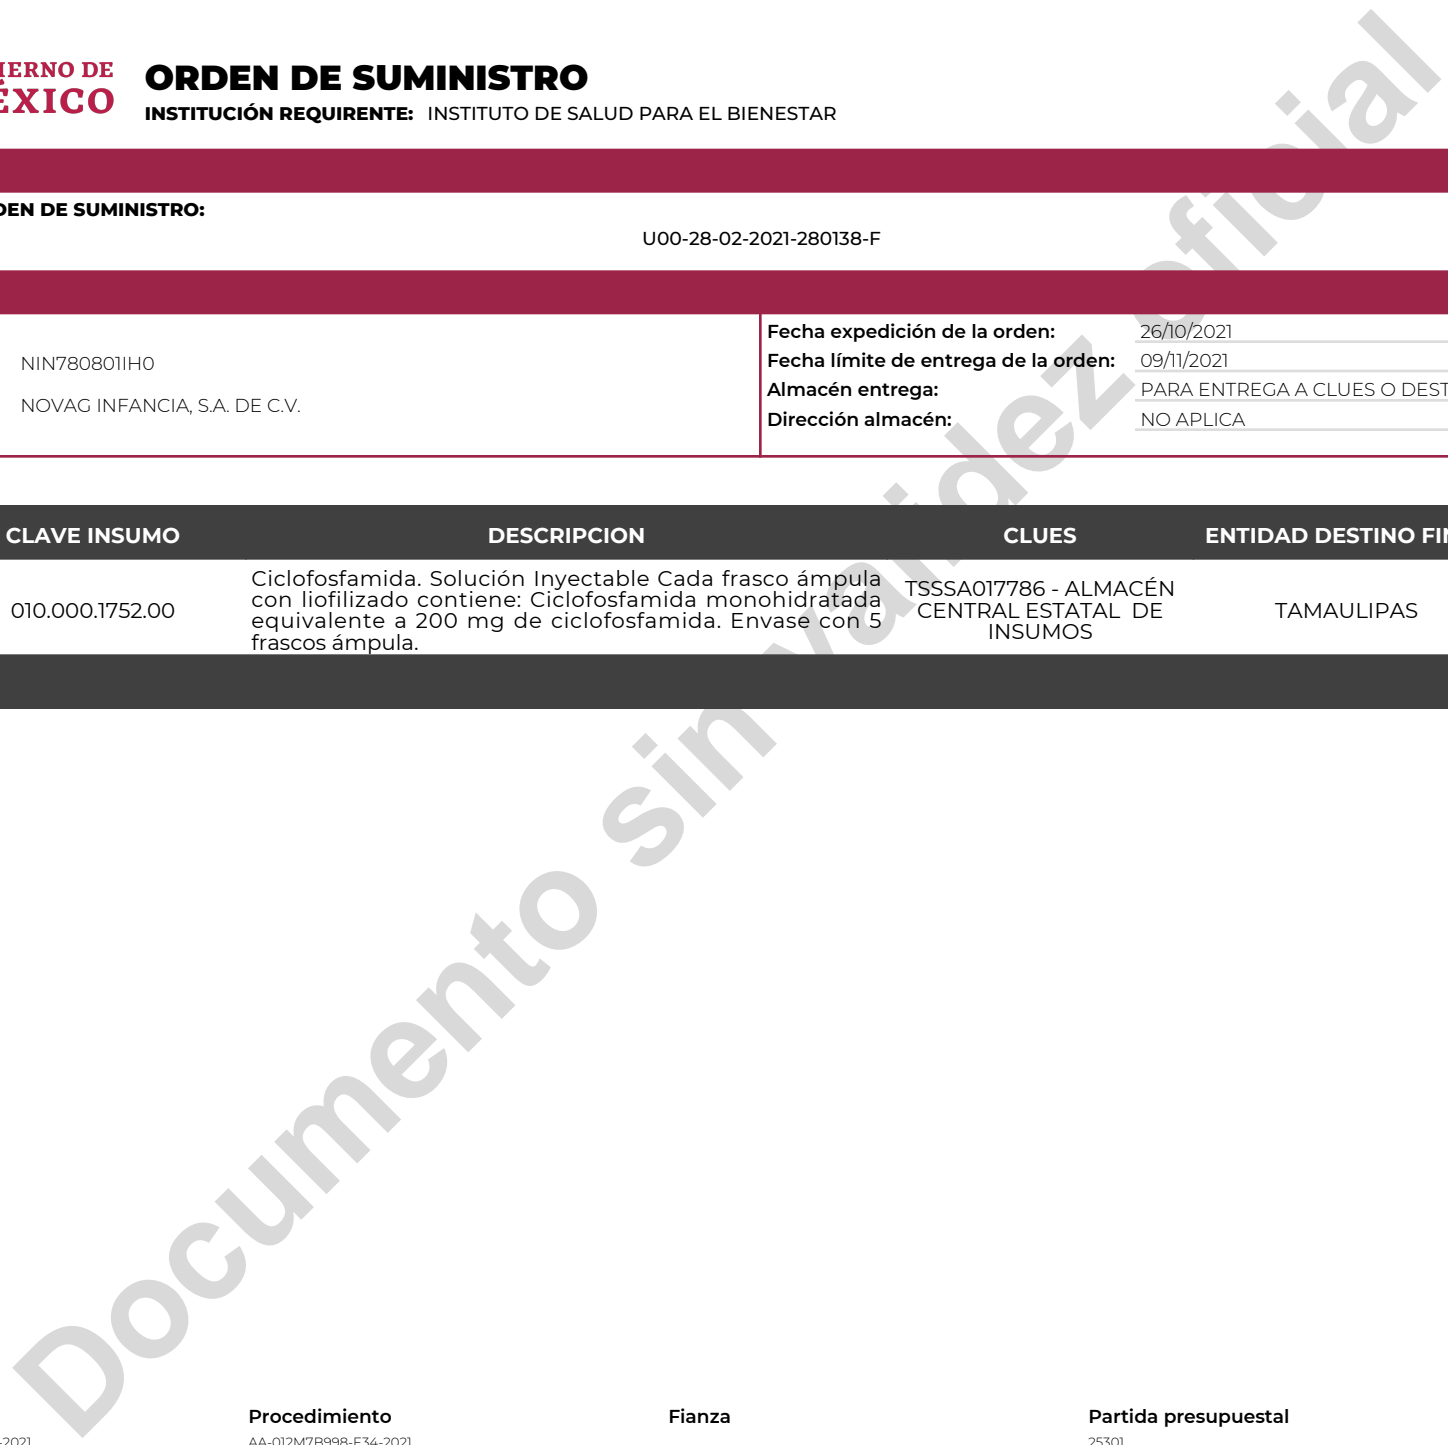 IERNO DE
ÉXICO
ORDEN DE SUMINISTRO
INSTITUCIÓN REQUIRENTE: INSTITUTO DE SALUD PARA EL BIENESTAR
DEN DE SUMINISTRO:
U00-28-02-2021-280138-F
NIN780801IH0
NOVAG INFANCIA, S.A. DE C.V.
Fecha expedición de la orden: 26/10/2021
Fecha límite de entrega de la orden: 09/11/2021
Almacén entrega: PARA ENTREGA A CLUES O DEST
Dirección almacén: NO APLICA
CLAVE INSUMO DESCRIPCION CLUES ENTIDAD DESTINO FIN
010.000.1752.00
Ciclofosfamida. Solución Inyectable Cada frasco ámpula
con liofilizado contiene: Ciclofosfamida monohidratada
equivalente a 200 mg de ciclofosfamida. Envase con 5
frascos ámpula.
TSSSA017786 - ALMACÉN
CENTRAL ESTATAL DE
INSUMOS
TAMAULIPAS
Documento sin validez oficial
Procedimiento Fianza Partida presupuestal
-2021 AA-012M7B998-E34-2021 25301